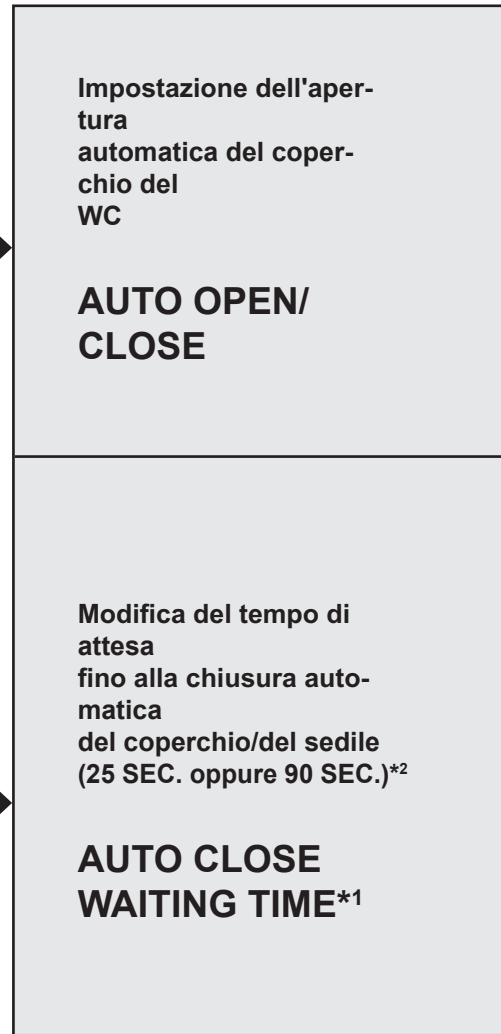 Impostazione dell'aper-
tura
automatica del coper-
chio del
WC
AUTO OPEN/
CLOSE
Modifica del tempo di
attesa
fino alla chiusura auto-
matica
del coperchio/del sedile
(25 SEC. oppure 90 SEC.)*2
AUTO CLOSE
WAITING TIME*1